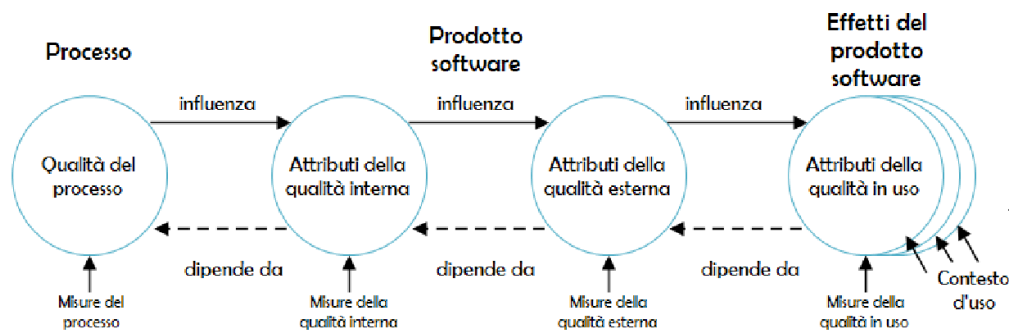 Processo
Prodotto
software
Effetti del
prodotto
software
influenza
influenza
influenza
Qualità del
processo
Attributi della
qualità interna
Attributi della
qualità esterna
Attributi della
qualità in uso
dipende da
dipende da
dipende da
Misure del
processo
Misure della
qualità interna
Misure della
qualità esterna
Misure della
qualità in uso
Contesto
d'uso